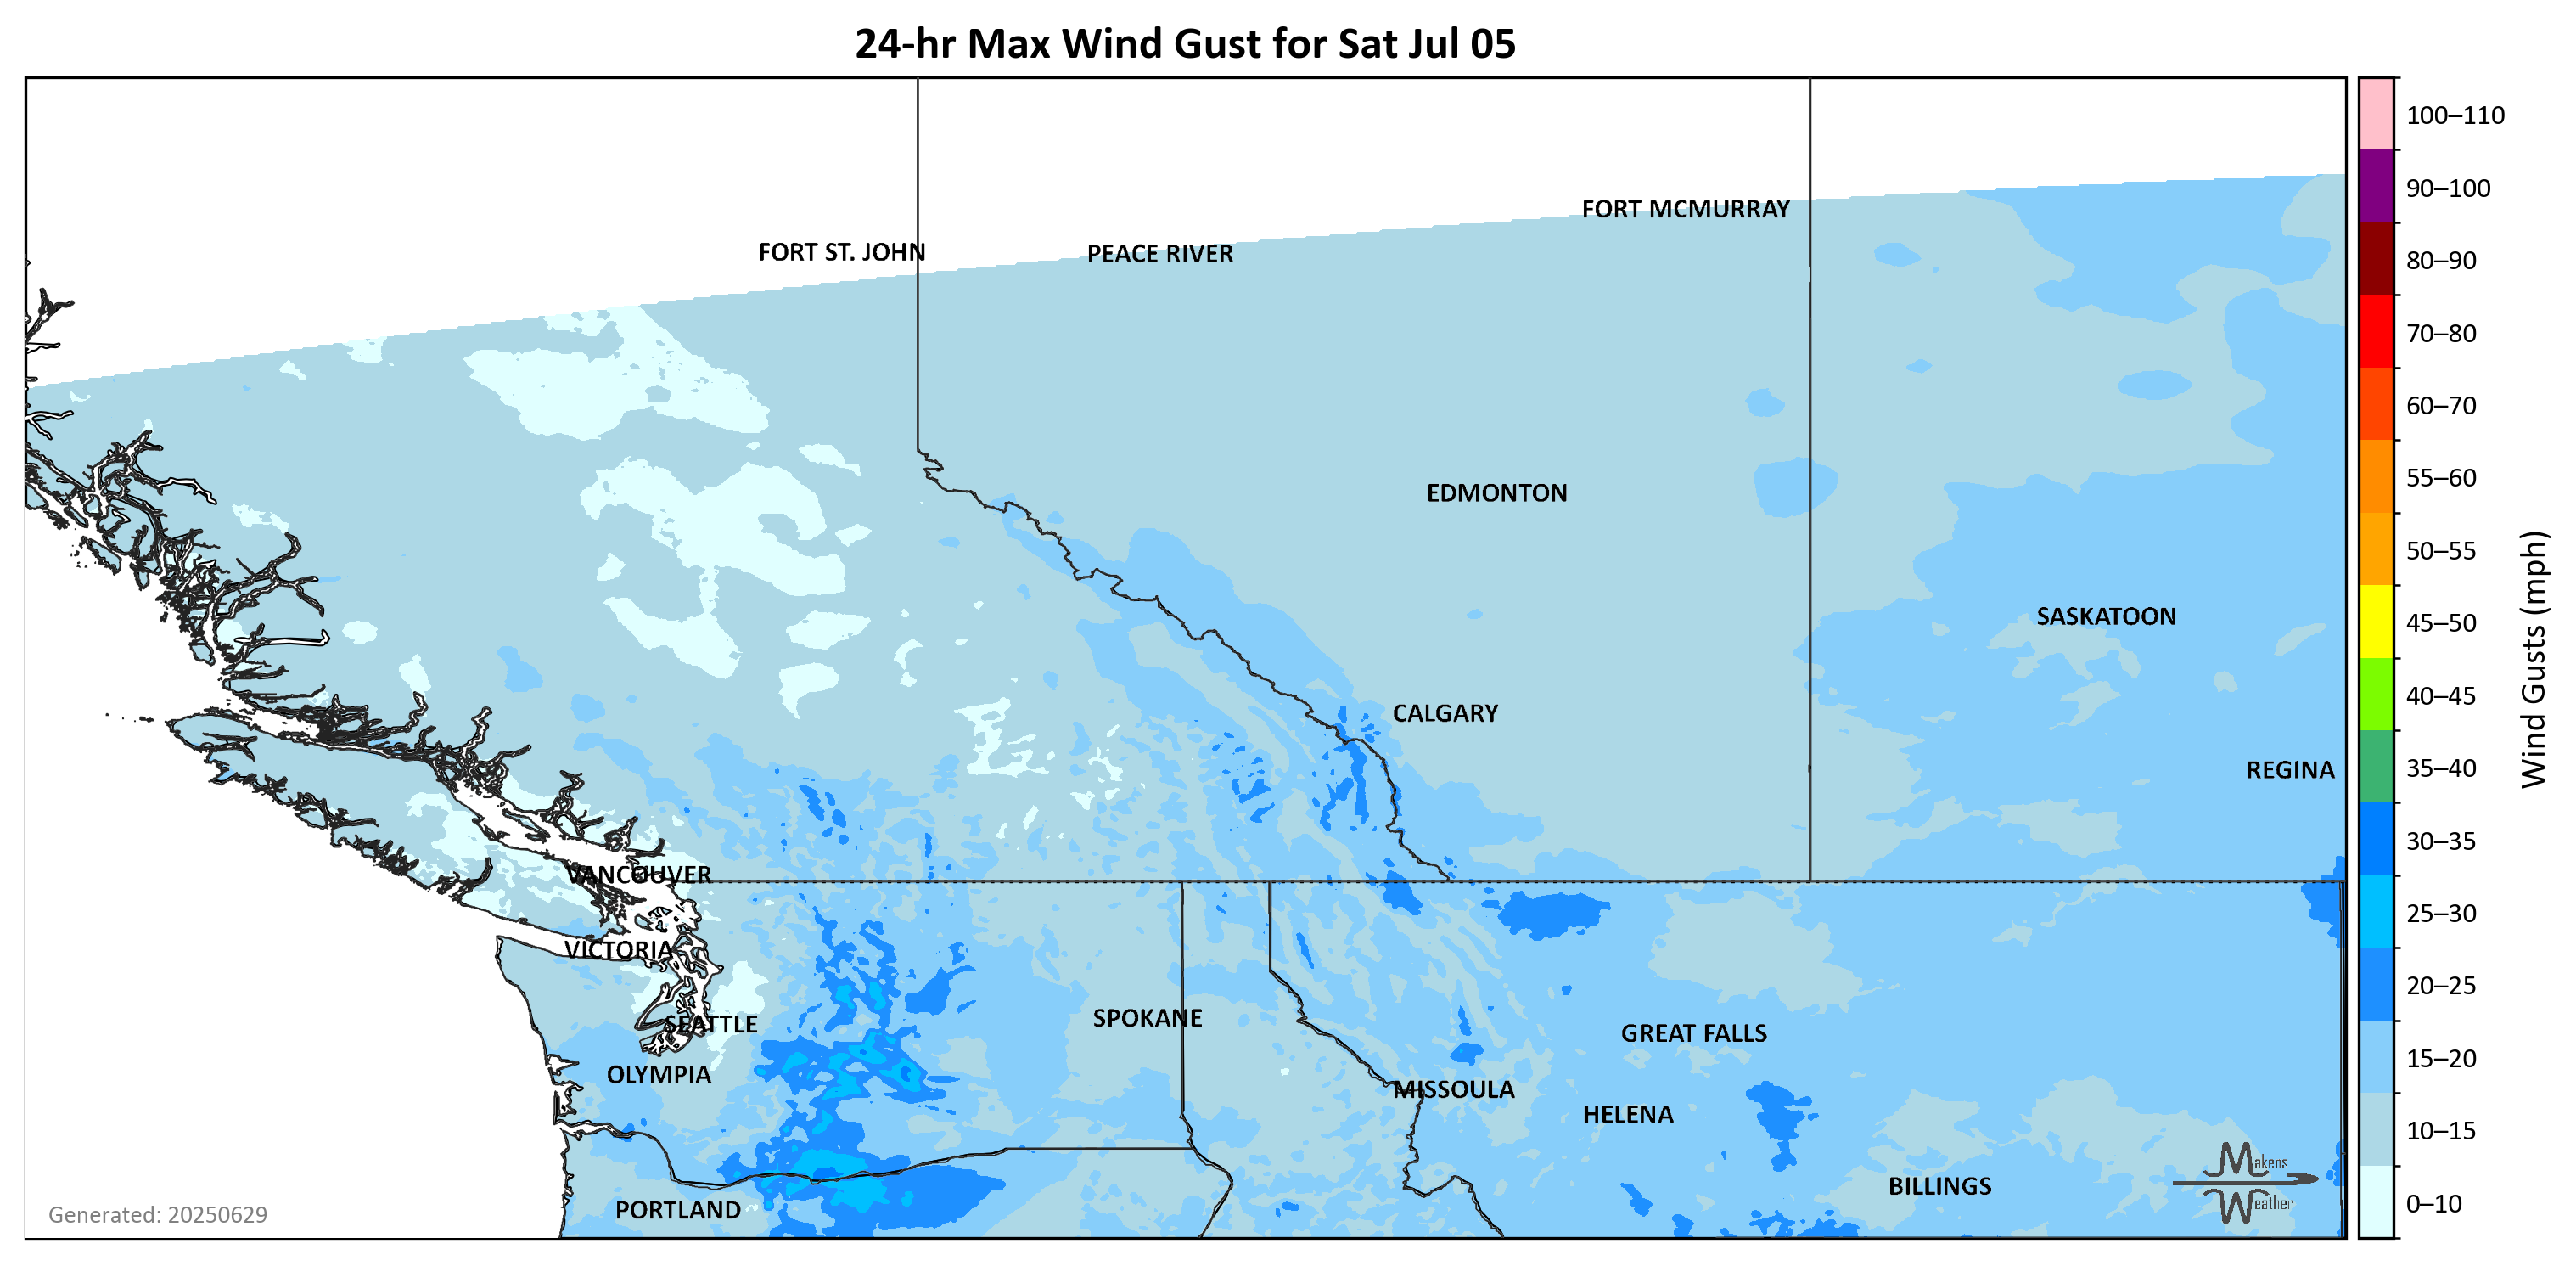 24-hr Max Wind Gust for Sat Jul 05
100–110
90–100
80–90
70–80
60–70
55–60
50–55
45–50
40–45
35–40
30–35
25–30
20–25
15–20
10–15
0–10
Wind Gusts (mph)
FORT MCMURRAY
FORT ST. JOHN
PEACE RIVER
EDMONTON
SASKATOON
CALGARY
REGINA
VANCOUVER
VICTORIA
SEATTLE
SPOKANE
GREAT FALLS
OLYMPIA
MISSOULA
HELENA
BILLINGS
PORTLAND
Makens
Weather
Generated: 20250629